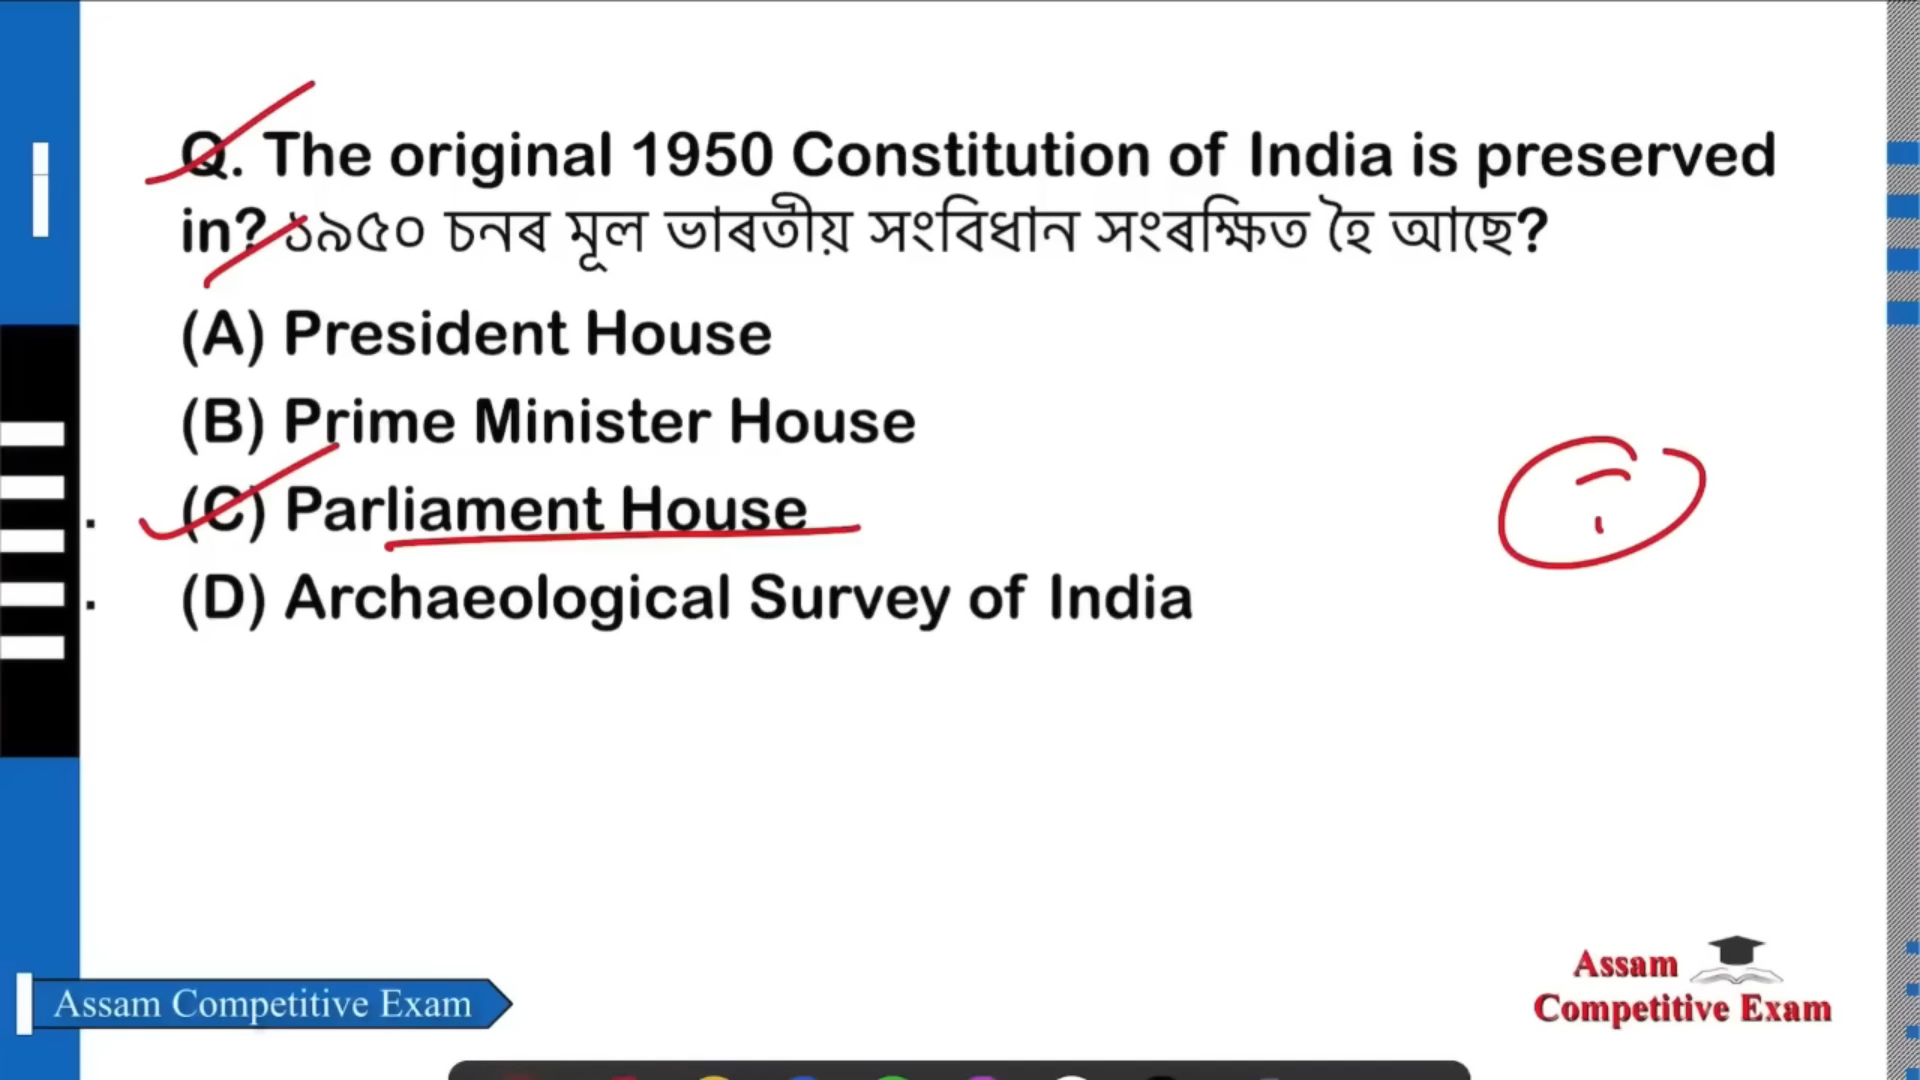 Q. The original 1950 Constitution of India is preserved
in? ১৯৫০ চনৰ মূল ভাৰতীয় সংবিধান সংৰক্ষিত হৈ আছে?
(A) President House
(B) Prime Minister House
(C) Parliament House
(D) Archaeological Survey of India
Assam Competitive Exam
Assam
Competitive Exam